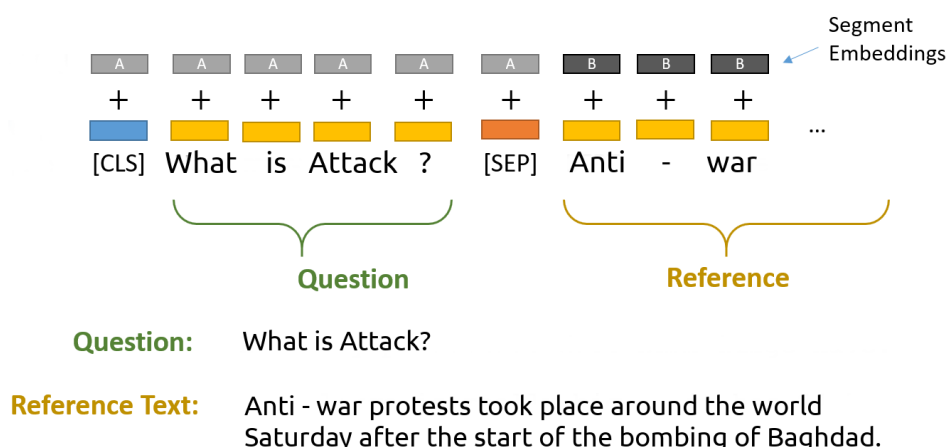 Segment
Embeddings
A A A A A A B B B
+ + + + + + + + +
[CLS] What is Attack ? [SEP] Anti - war ...
Question Reference
Question: What is Attack?
Reference Text: Anti - war protests took place around the world
Saturday after the start of the bombing of Baghdad.